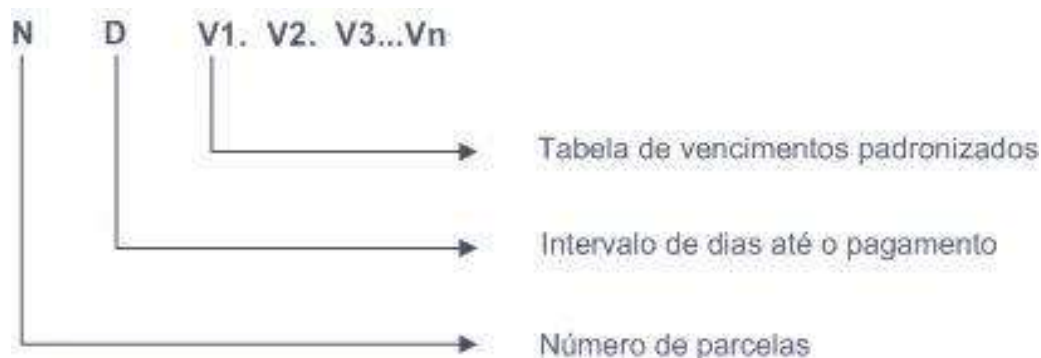 N D V1. V2. V3...Vn
Tabela de vencimentos padronizados
Intervalo de dias até o pagamento
Número de parcelas